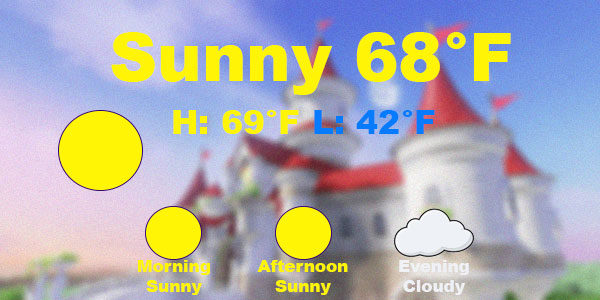 Sunny 68°F
H: 69°F L: 42°F
Morning
Sunny
Afternoon
Sunny
Evening
Cloudy